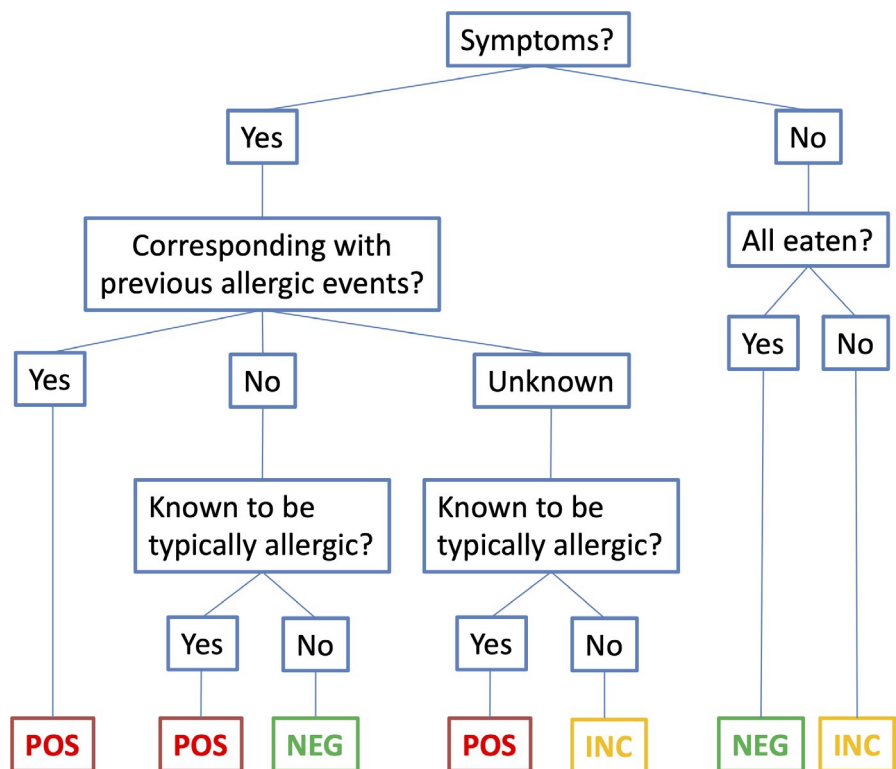 Symptoms?
Yes
No
Corresponding with
previous allergic events?
All eaten?
Yes
No
Yes
No
Unknown
Known to be
typically allergic?
Known to be
typically allergic?
Yes
No
Yes
No
POS
POS
NEG
POS
INC
NEG
INC